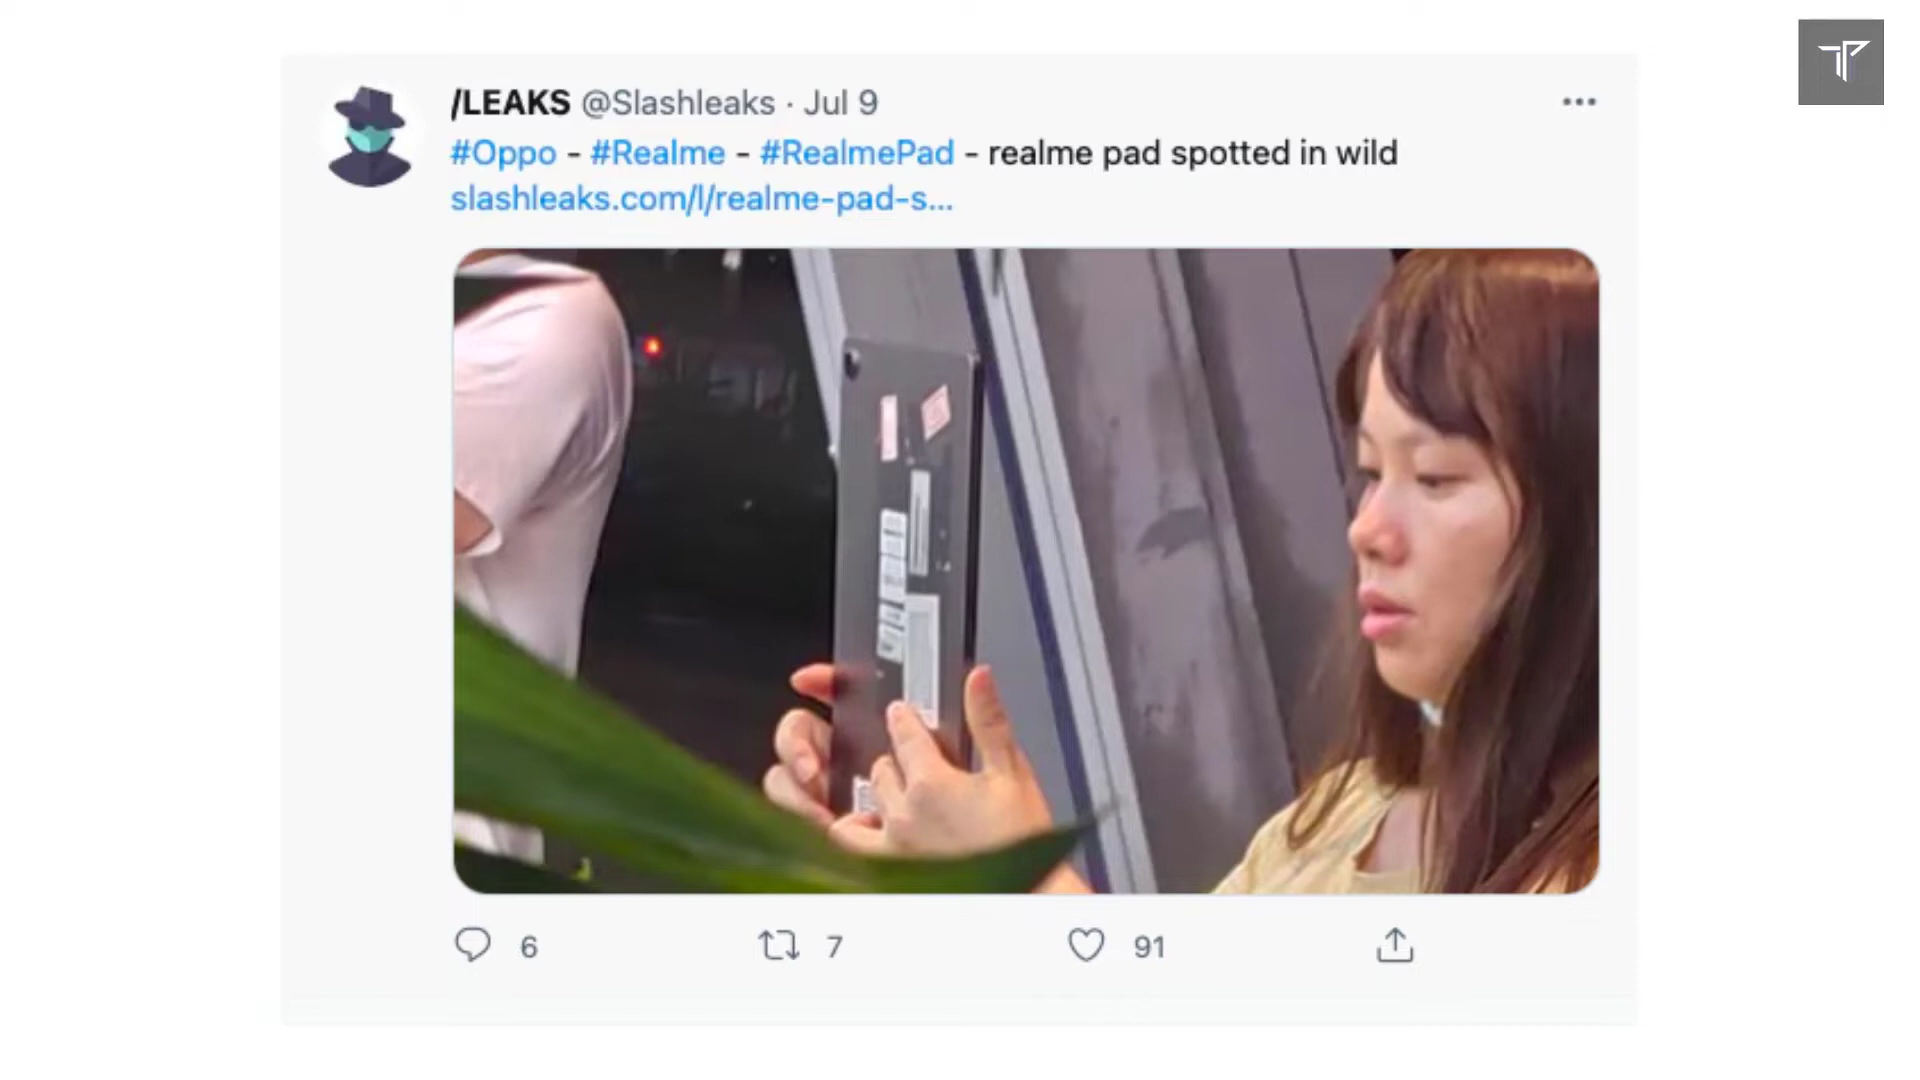 /LEAKS @Slashleaks · Jul 9
#Oppo - #Realme - #RealmePad - realme pad spotted in wild
slashleaks.com/l/realme-pad-s...
6 7 91